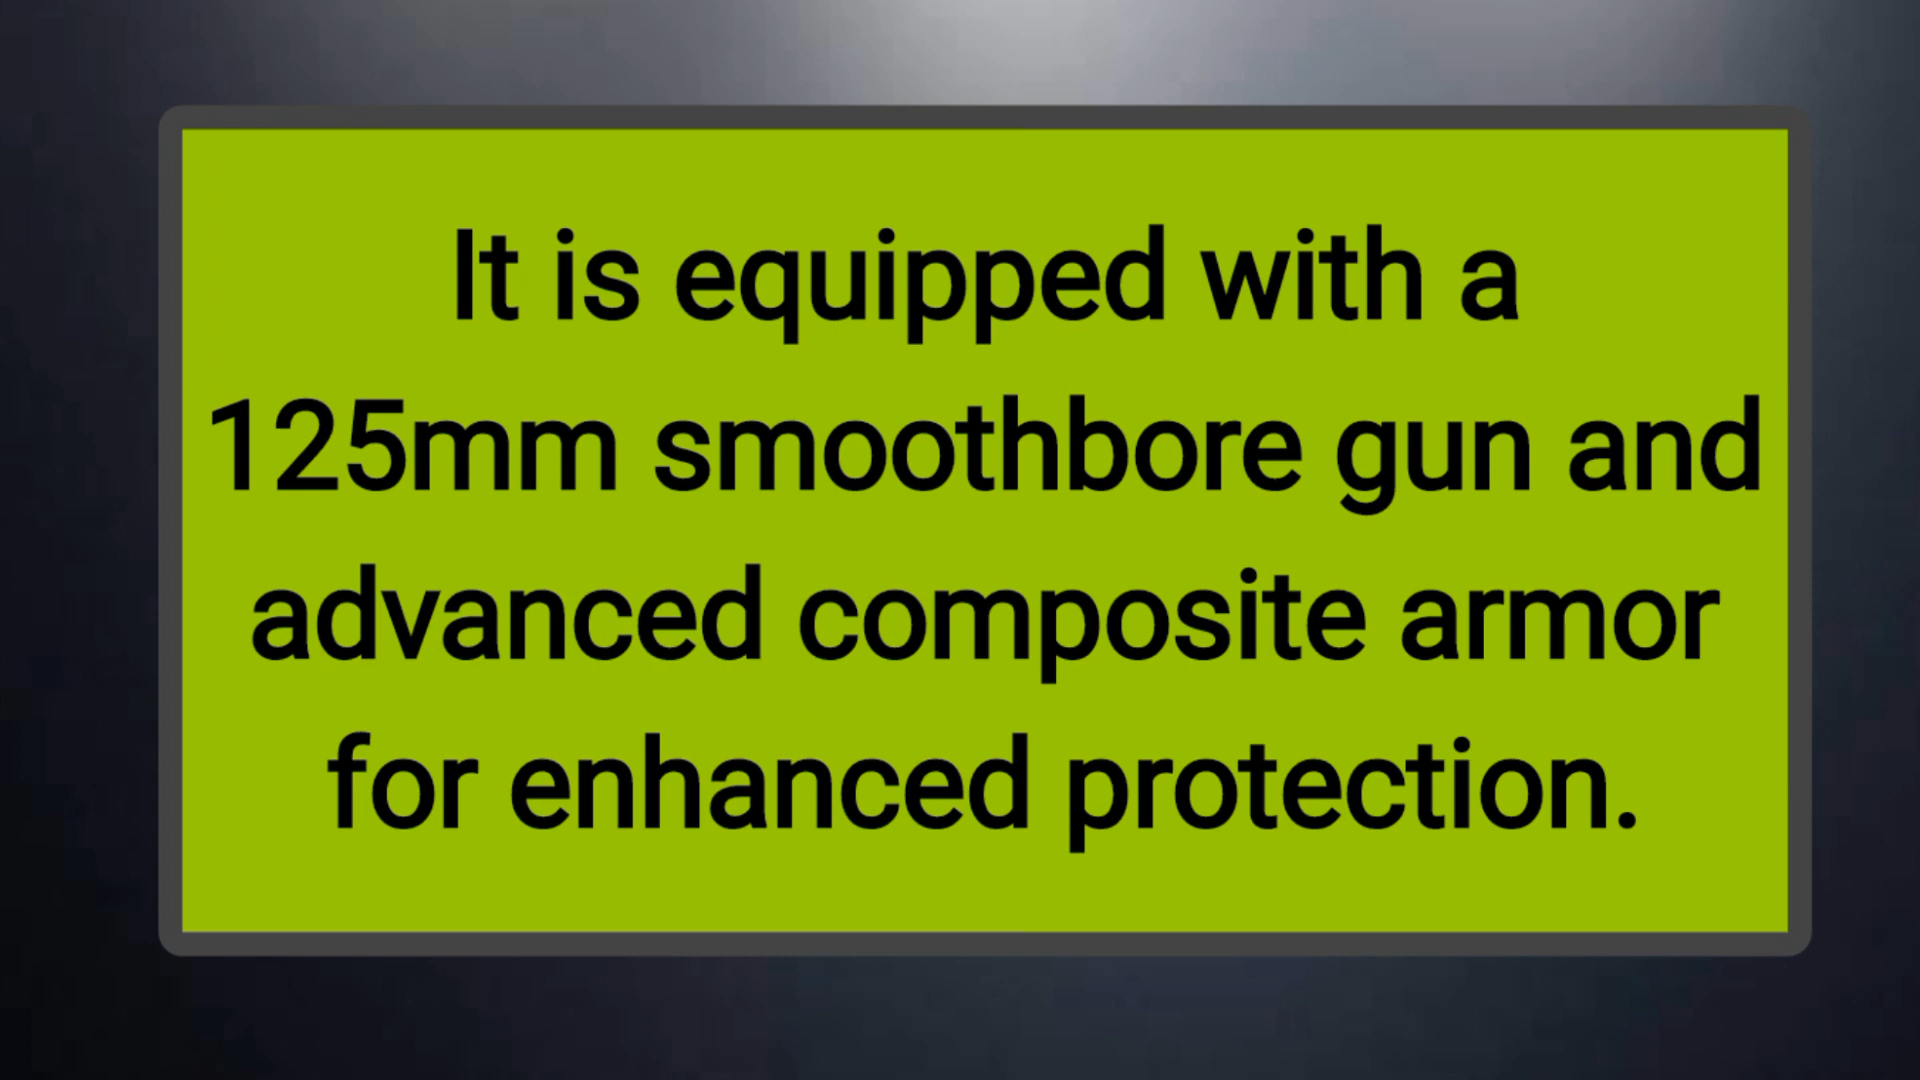 It is equipped with a
125mm smoothbore gun and
advanced composite armor
for enhanced protection.